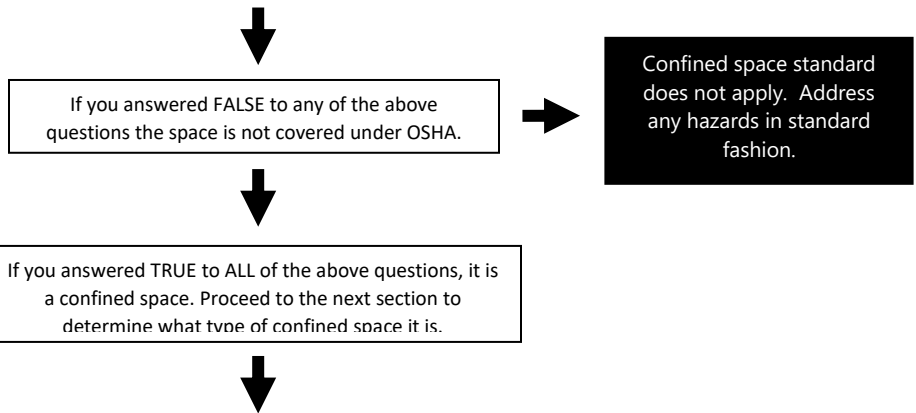 If you answered FALSE to any of the above
questions the space is not covered under OSHA.
Confined space standard
does not apply.  Address
any hazards in standard
fashion.
If you answered TRUE to ALL of the above questions, it is
a confined space. Proceed to the next section to
determine what type of confined space it is.